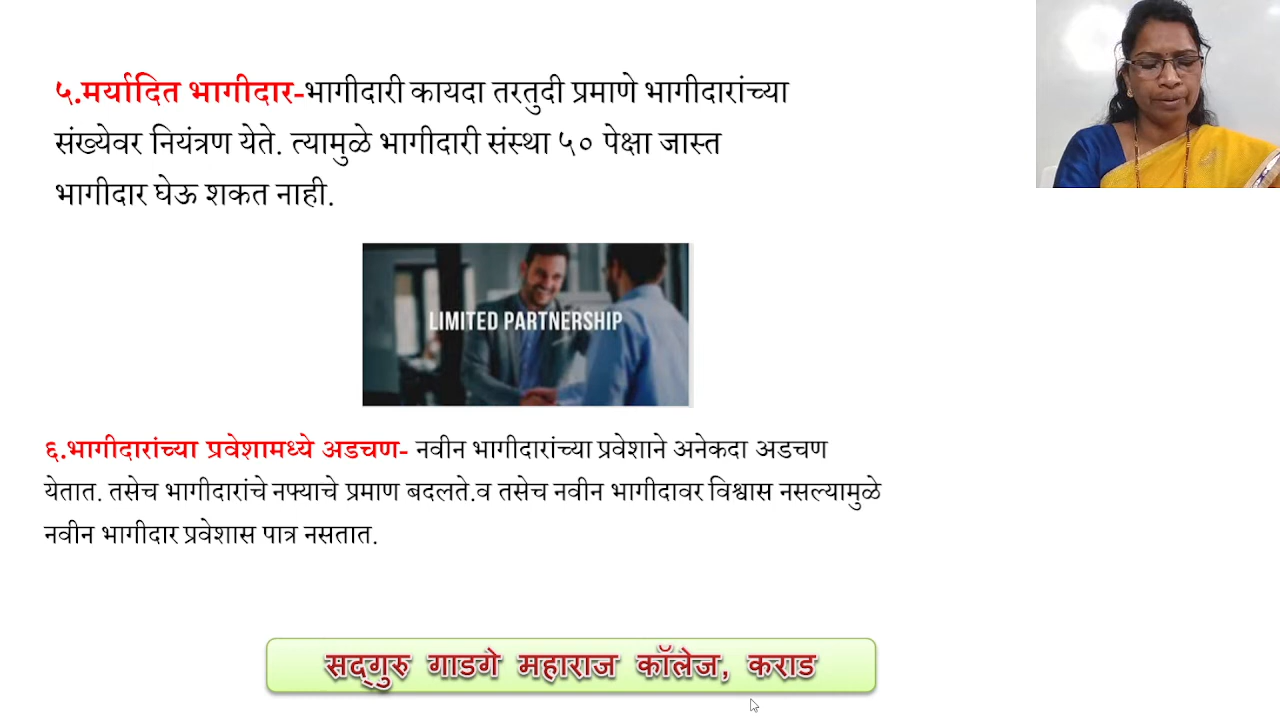 ५.मर्यादित भागीदार-भागीदारी कायदा तरतुदी प्रमाणे भागीदारांच्या
संख्येवर नियंत्रण येते. त्यामुळे भागीदारी संस्था ५० पेक्षा जास्त
भागीदार घेऊ शकत नाही.
LIMITED PARTNERSHIP
६.भागीदारांच्या प्रवेशामध्ये अडचण- नवीन भागीदारांच्या प्रवेशाने अनेकदा अडचण
येतात. तसेच भागीदारांचे नफ्याचे प्रमाण बदलते.व तसेच नवीन भागीदावर विश्वास नसल्यामुळे
नवीन भागीदार प्रवेशास पात्र नसतात.
सद्‌गुरु गाडगे महाराज कॉलेज, कराड